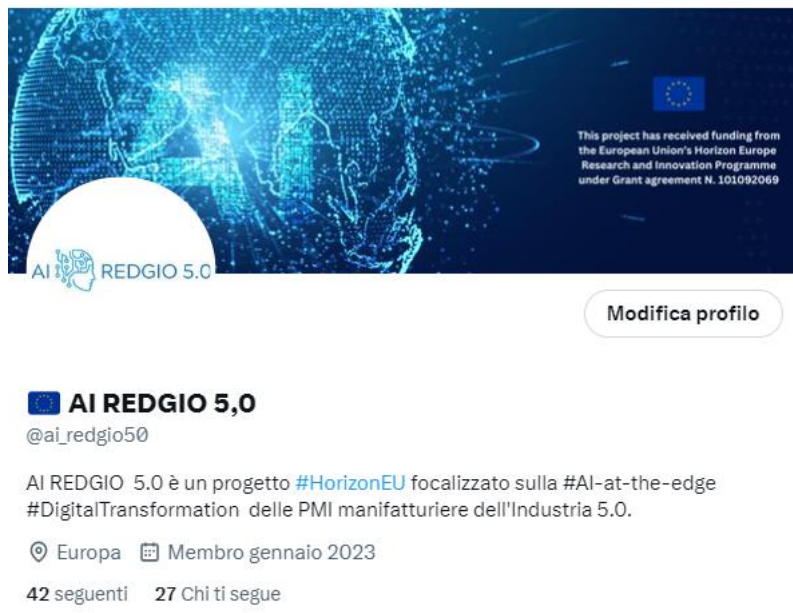 AI
This project has received funding from
the European Union's Horizon Europe
Research and Innovation Programme
under Grant agreement N. 101092069
AI REDGIO 5.0
Modifica profilo
AI REDGIO 5,0
@ai_redgio50
AI REDGIO 5.0 è un progetto #HorizonEU focalizzato sulla #AI-at-the-edge
#DigitalTransformation delle PMI manifatturiere dell'Industria 5.0.
Europa Membro gennaio 2023
42 seguenti 27 Chi ti segue